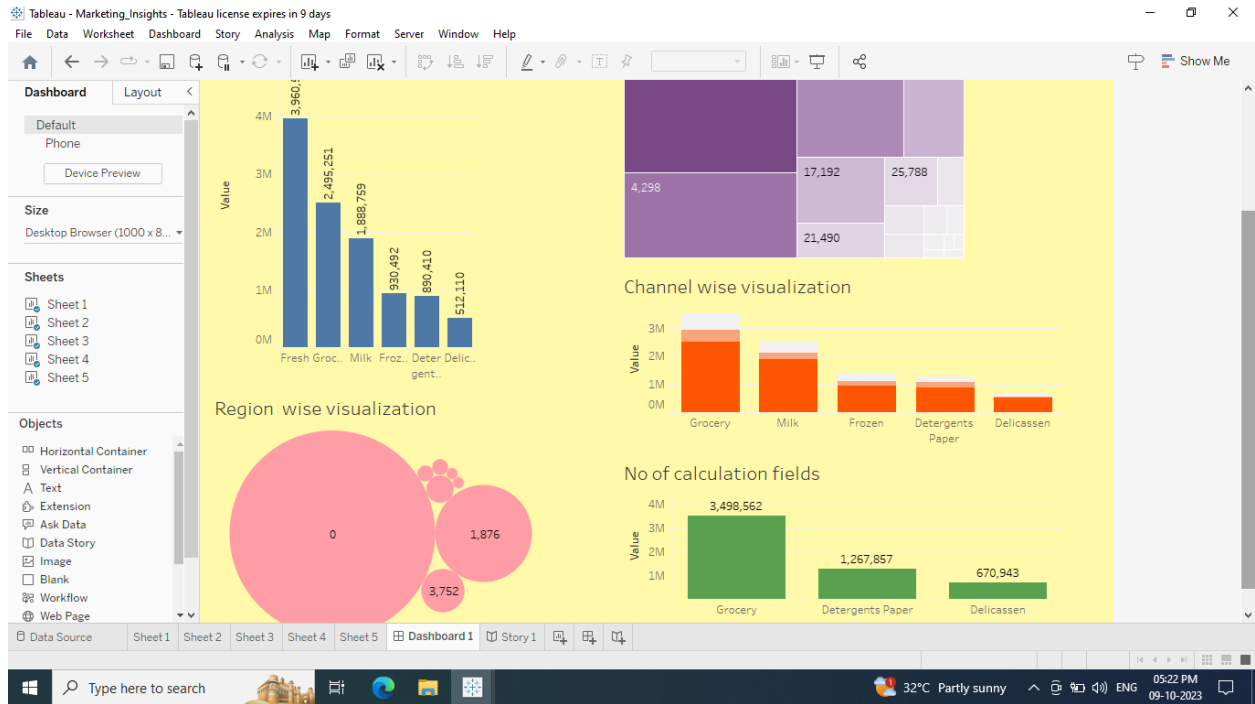 Tableau - Marketing_Insights - Tableau license expires in 9 days
File Data Worksheet Dashboard Story Analysis Map Format Server Window Help
Show Me
Dashboard Layout
Default
Phone
Device Preview
Size
Desktop Browser (1000 x 8...
Sheets
Sheet 1
Sheet 2
Sheet 3
Sheet 4
Sheet 5
Objects
Horizontal Container
Vertical Container
Text
Extension
Ask Data
Data Story
Image
Blank
Workflow
Web Page
Value
4M
3M
2M
1M
0M
2,495,251
1,888,759
930,492
890,410
512,110
Fresh Groc.. Milk Froz.. Deter Delic..
gent..
Region wise visualization
0
1,876
3,752
4,298
17,192
25,788
21,490
Channel wise visualization
Value
3M
2M
1M
0M
Grocery Milk Frozen Detergents Delicassen
Paper
No of calculation fields
Value
4M
3M
2M
1M
3,498,562
1,267,857
670,943
Grocery Detergents Paper Delicassen
Data Source Sheet 1 Sheet 2 Sheet 3 Sheet 4 Sheet 5 Dashboard 1 Story 1
Type here to search
1
32°C Partly sunny
ENG
05:22 PM
09-10-2023